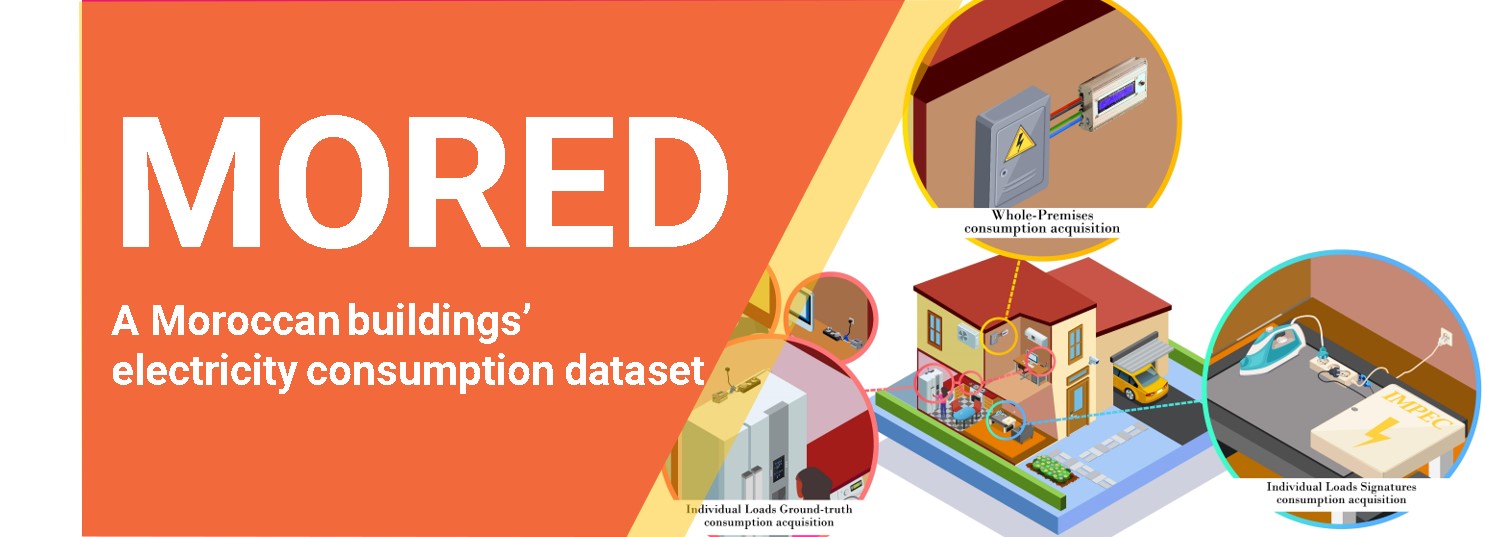 MORED
A Moroccan buildings’
electricity consumption dataset
Whole-Premises
consumption acquisition
IMPEC
Individual Loads Signatures
consumption acquisition
Individual Loads Ground-truth
consumption acquisition